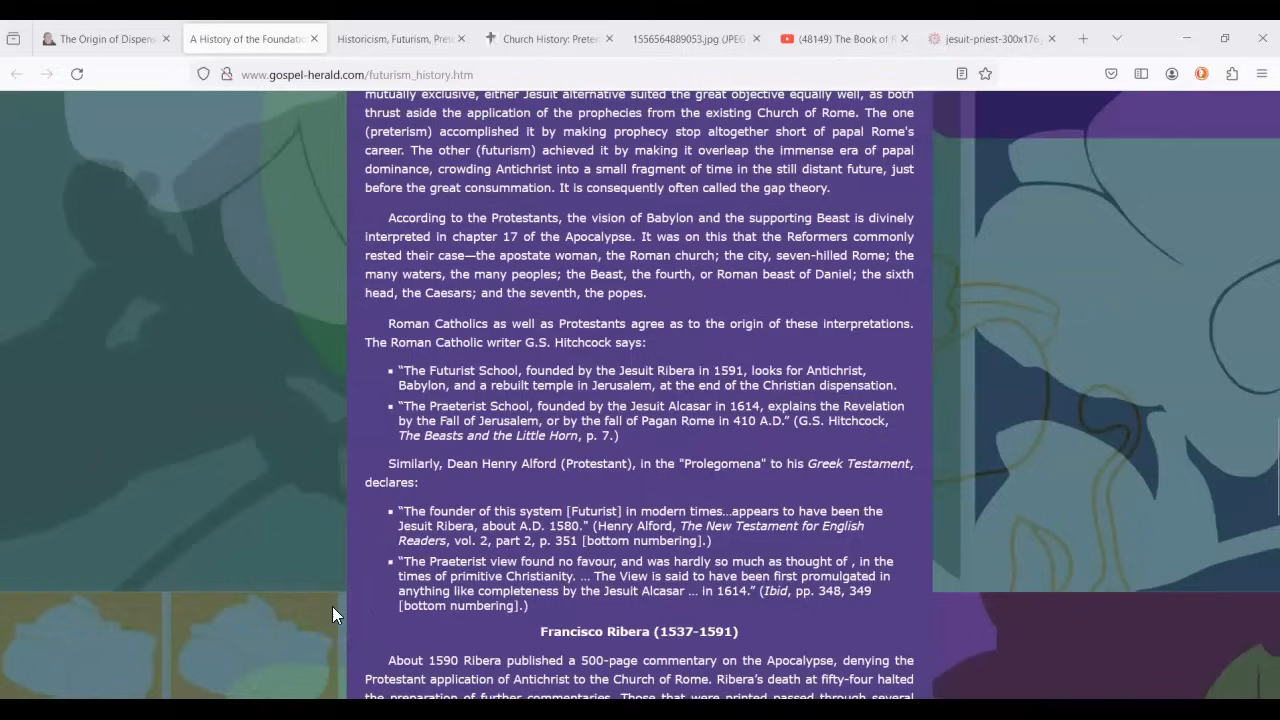 The Origin of Dispens
A History of the Foundatio
Historicism, Futurism, Pret
Church History: Preter
1556564889053.jpg (JPEG
(48149) The Book of R
jesuit-priest-300x176
www.gospel-herald.com/futurism_history.htm
mutually exclusive, either Jesuit alternative suited the great objective equally well, as both
thrust aside the application of the prophecies from the existing Church of Rome. The one
(preterism) accomplished it by making prophecy stop altogether short of papal Rome's
career. The other (futurism) achieved it by making it overleap the immense era of papal
dominance, crowding Antichrist into a small fragment of time in the still distant future, just
before the great consummation. It is consequently often called the gap theory.
According to the Protestants, the vision of Babylon and the supporting Beast is divinely
interpreted in chapter 17 of the Apocalypse. It was on this that the Reformers commonly
rested their case—the apostate woman, the Roman church; the city, seven-hilled Rome; the
many waters, the many peoples; the Beast, the fourth, or Roman beast of Daniel; the sixth
head, the Caesars; and the seventh, the popes.
Roman Catholics as well as Protestants agree as to the origin of these interpretations.
The Roman Catholic writer G.S. Hitchcock says:
▪ “The Futurist School, founded by the Jesuit Ribera in 1591, looks for Antichrist,
Babylon, and a rebuilt temple in Jerusalem, at the end of the Christian dispensation.
▪ “The Praeterist School, founded by the Jesuit Alcasar in 1614, explains the Revelation
by the Fall of Jerusalem, or by the fall of Pagan Rome in 410 A.D.” (G.S. Hitchcock,
The Beasts and the Little Horn, p. 7.)
Similarly, Dean Henry Alford (Protestant), in the "Prolegomena" to his Greek Testament,
declares:
▪ “The founder of this system [Futurist] in modern times…appears to have been the
Jesuit Ribera, about A.D. 1580." (Henry Alford, The New Testament for English
Readers, vol. 2, part 2, p. 351 [bottom numbering].)
▪ “The Praeterist view found no favour, and was hardly so much as thought of , in the
times of primitive Christianity. … The View is said to have been first promulgated in
anything like completeness by the Jesuit Alcasar … in 1614.” (Ibid, pp. 348, 349
[bottom numbering].)
Francisco Ribera (1537-1591)
About 1590 Ribera published a 500-page commentary on the Apocalypse, denying the
Protestant application of Antichrist to the Church of Rome. Ribera’s death at fifty-four halted
the preparation of further commentaries. Those that were printed passed through several